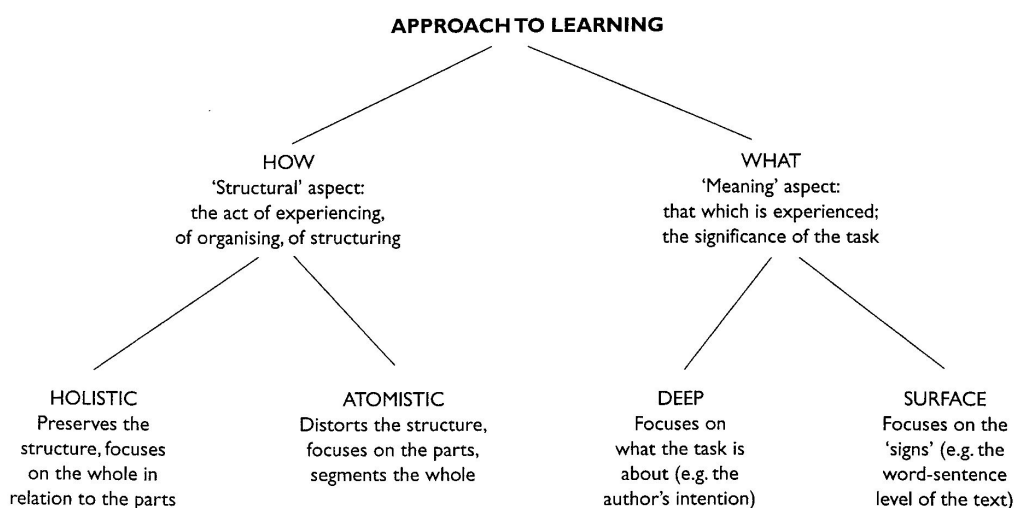 APPROACH TO LEARNING
HOW
'Structural' aspect:
the act of experiencing,
of organising, of structuring
WHAT
'Meaning' aspect:
that which is experienced;
the significance of the task
HOLISTIC
Preserves the
structure, focuses
on the whole in
relation to the parts
ATOMISTIC
Distorts the structure,
focuses on the parts,
segments the whole
DEEP
Focuses on
what the task is
about (e.g. the
author's intention)
SURFACE
Focuses on the
'signs' (e.g. the
word-sentence
level of the text)